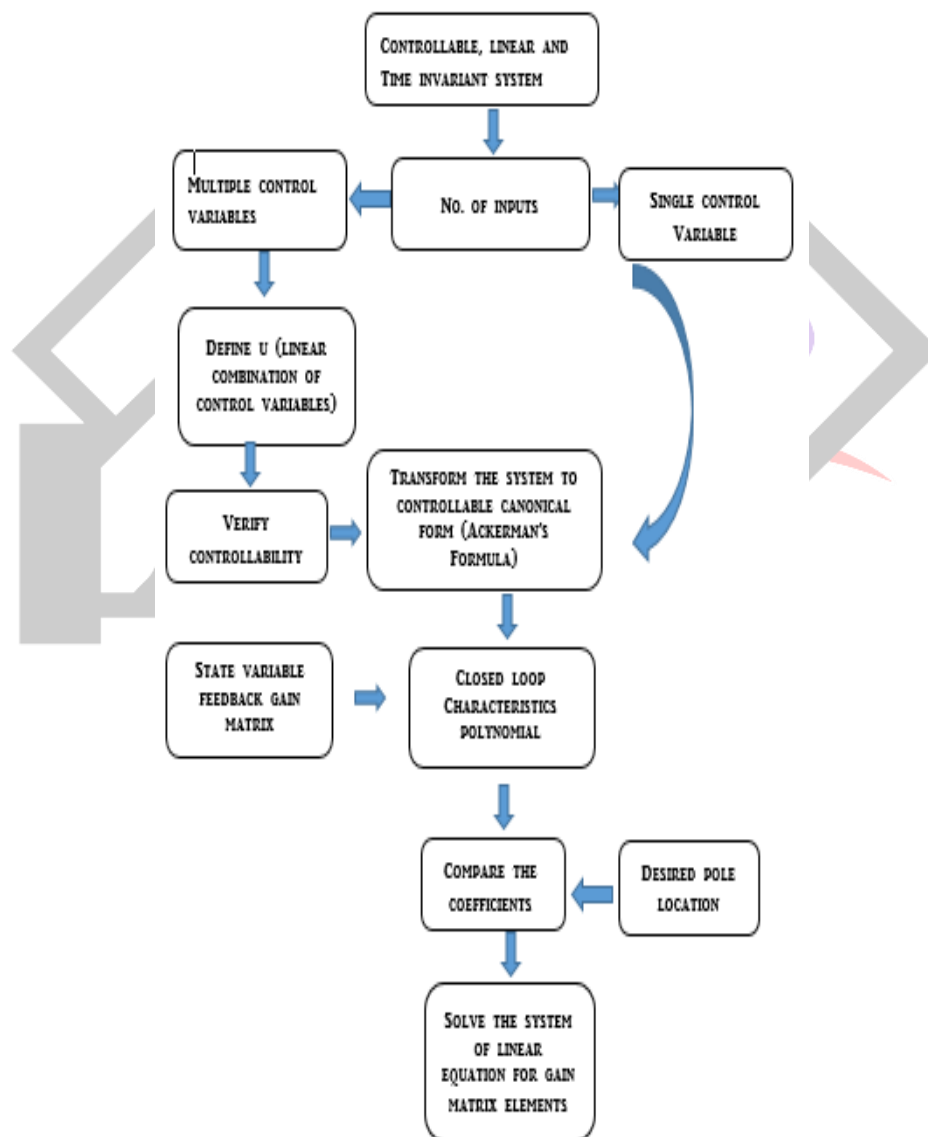 Controllable, linear and
Time invariant system
Multiple control
variables
No. of inputs
Single control
Variable
Define u (linear
combination of
control variables)
Verify
controllability
Transform the system to
controllable canonical
form (Ackerman's
Formula)
State variable
feedback gain
matrix
Closed loop
Characteristics
polynomial
Compare the
coefficients
Desired pole
location
Solve the system
of linear
equation for gain
matrix elements